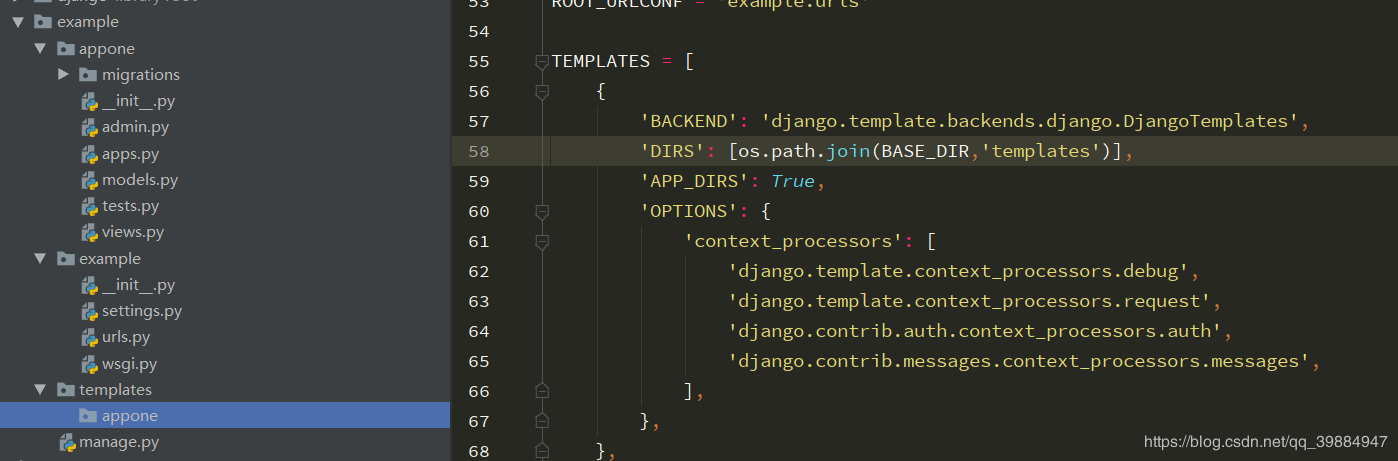 example
appone
migrations
__init__.py
admin.py
apps.py
models.py
tests.py
views.py
example
__init__.py
settings.py
urls.py
wsgi.py
templates
appone
manage.py
53 ROOT_URLCONF = 'example.urls'
54
55 TEMPLATES = [
56 {
57 'BACKEND': 'django.template.backends.django.DjangoTemplates',
58 'DIRS': [os.path.join(BASE_DIR,'templates')],
59 'APP_DIRS': True,
60 'OPTIONS': {
61 'context_processors': [
62 'django.template.context_processors.debug',
63 'django.template.context_processors.request',
64 'django.contrib.auth.context_processors.auth',
65 'django.contrib.messages.context_processors.messages',
66 ],
67 },
68 },
https://blog.csdn.net/qq_39884947